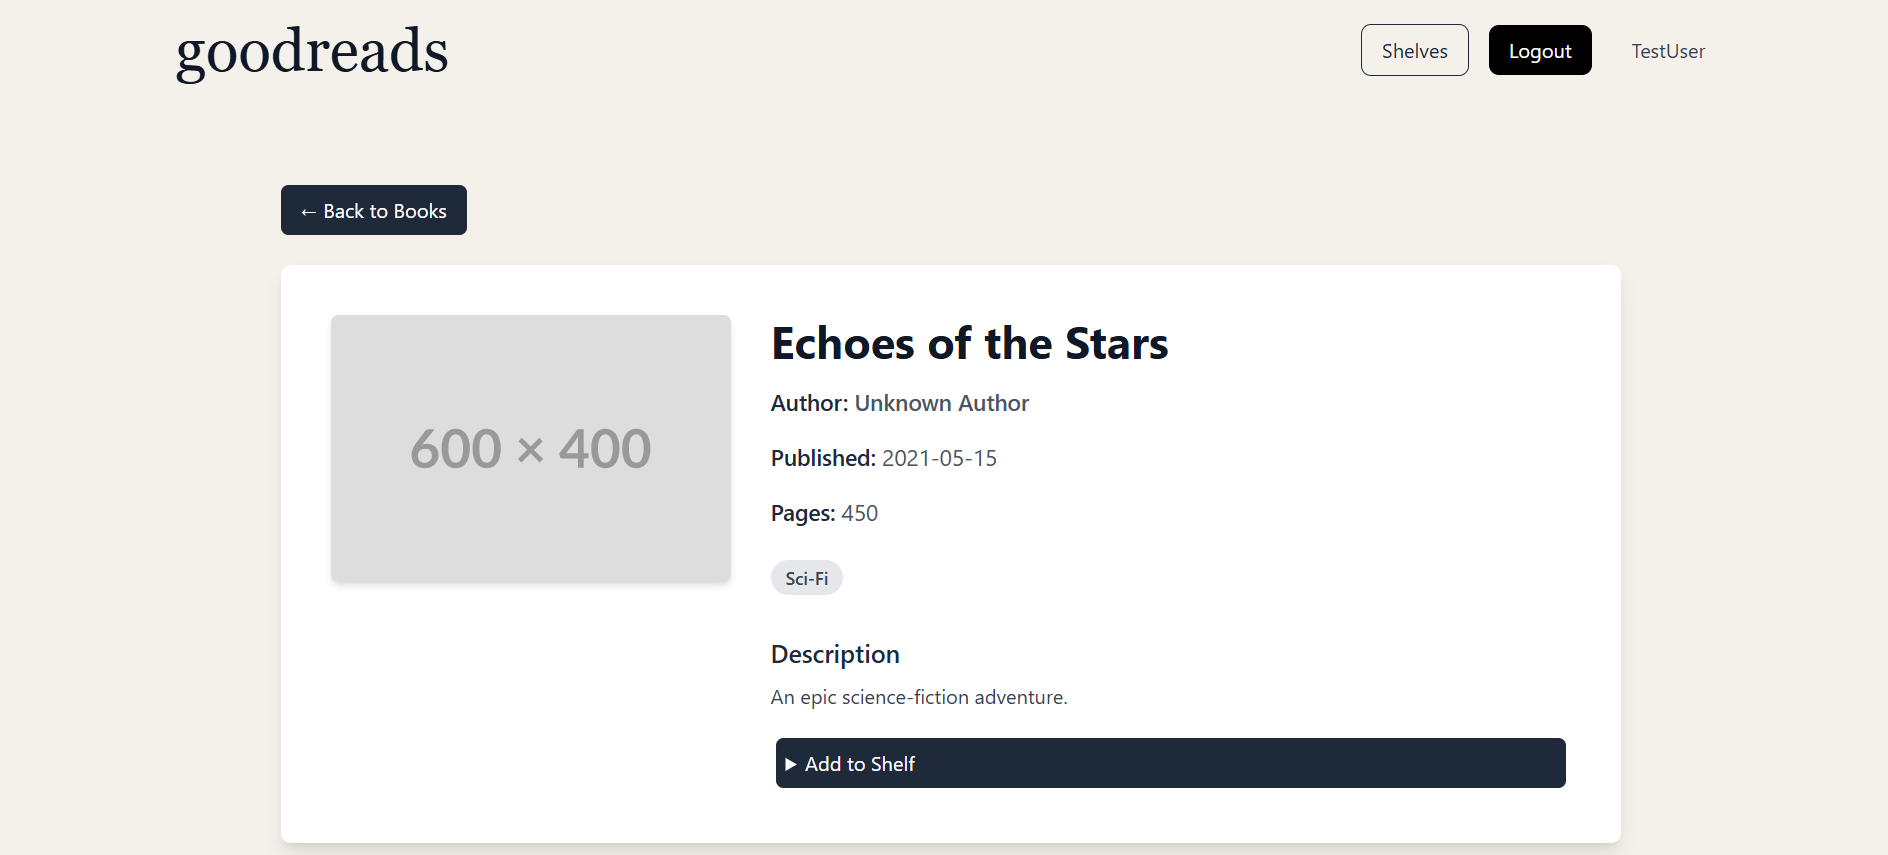 goodreads
Shelves
Logout
TestUser
← Back to Books
600 × 400
Echoes of the Stars
Author: Unknown Author
Published: 2021-05-15
Pages: 450
Sci-Fi
Description
An epic science-fiction adventure.
▶ Add to Shelf